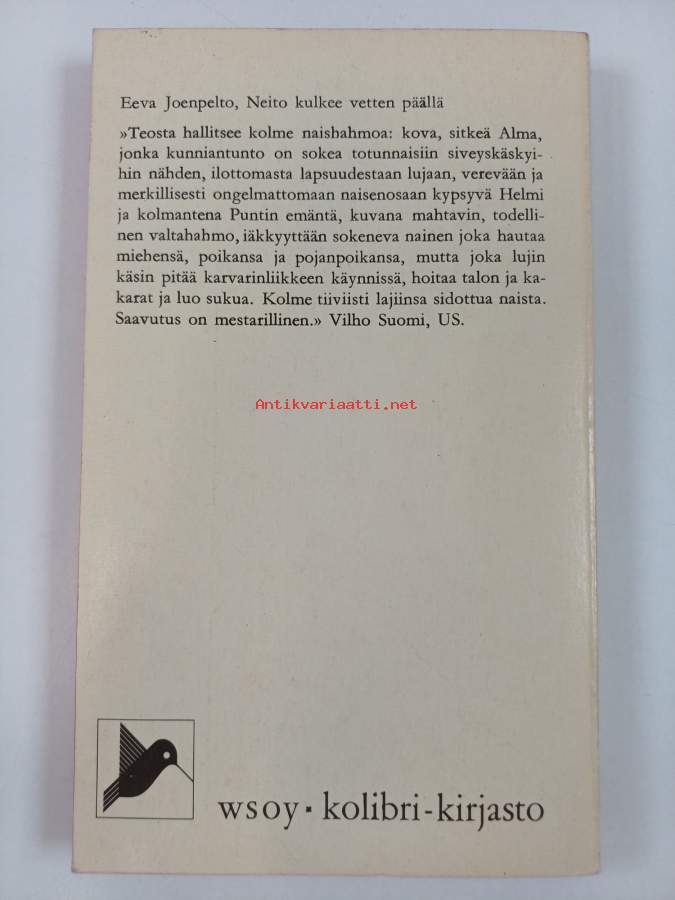 Eeva Joenpelto, Neito kulkee vetten päällä
»Teosta hallitsee kolme naishahmoa: kova, sitkeä Alma,
jonka kunniantunto on sokea totunnaisiin siveyskäskyi-
hin nähden, ilottomasta lapsuudestaan lujaan, verevään ja
merkillisesti ongelmattomaan naisenosaan kypsyvä Helmi
ja kolmantena Puntin emäntä, kuvana mahtavin, todelli-
nen valtahahmo, iäkkyyttään sokeneva nainen joka hautaa
miehensä, poikansa ja pojanpoikansa, mutta joka lujin
käsin pitää karvarinliikkeen käynnissä, hoitaa talon ja ka-
karat ja luo sukua. Kolme tiiviisti lajiinsa sidottua naista.
Saavutus on mestarillinen.» Vilho Suomi, US.
Antikvariaatti.net
wsoy ▪ kolibri-kirjasto